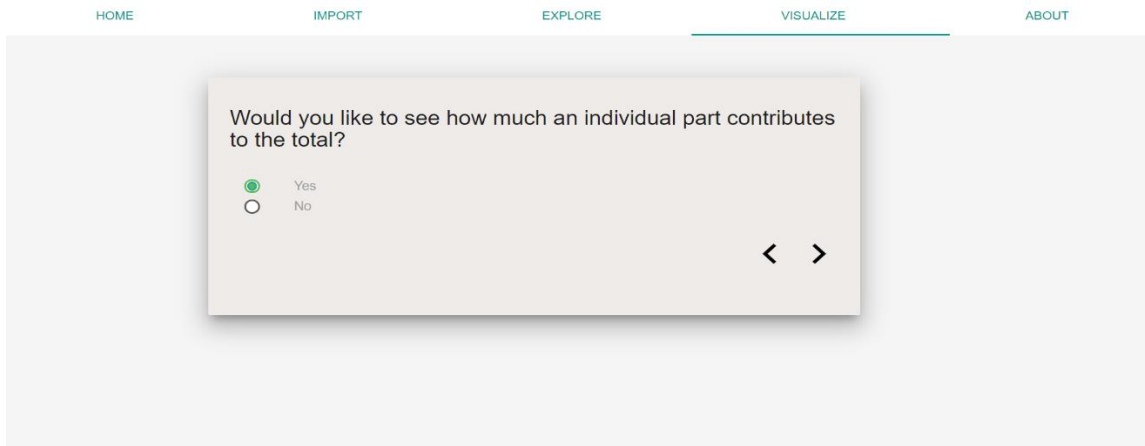 HOME IMPORT EXPLORE VISUALIZE ABOUT
Would you like to see how much an individual part contributes
to the total?
Yes
No